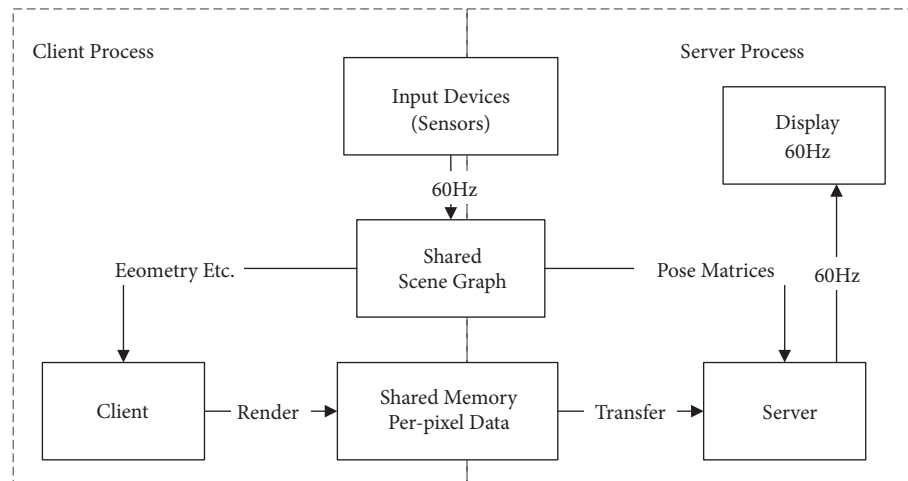 Client Process
Server Process
Input Devices
(Sensors)
Display
60Hz
60Hz
Shared
Scene Graph
Eeometry Etc.
Pose Matrices
60Hz
Client
Render
Shared Memory
Per-pixel Data
Transfer
Server